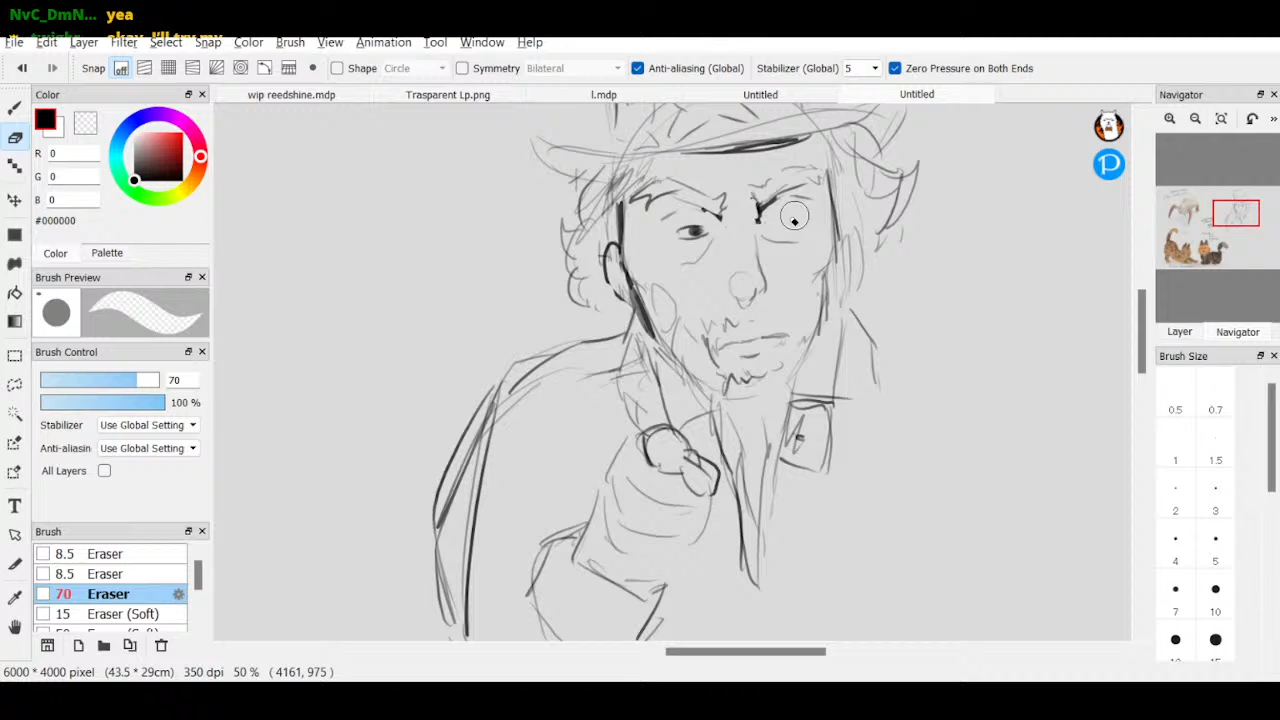 NvC_DmN... yea
okay, I'll try my
File Edit Layer Filter Select Snap Color Brush View Animation Tool Window Help
Snap off Shape Circle Symmetry Bilateral Anti-aliasing (Global) Stabilizer (Global) 5 Zero Pressure on Both Ends
Color wip reedshine.mdp Trasparent Lp.png l.mdp Untitled Untitled Navigator
R 0
G 0
B 0
#000000
Color Palette
Brush Preview
Layer Navigator
Brush Control
Brush Size
70
100 %
0.5 0.7
Stabilizer Use Global Setting
Anti-aliasin Use Global Setting
1 1.5
All Layers
2 3
Brush
8.5 Eraser
4 5
8.5 Eraser
70 Eraser
7 10
15 Eraser (Soft)
T
P
6000 * 4000 pixel (43.5 * 29cm) 350 dpi 50 % ( 4161, 975 )